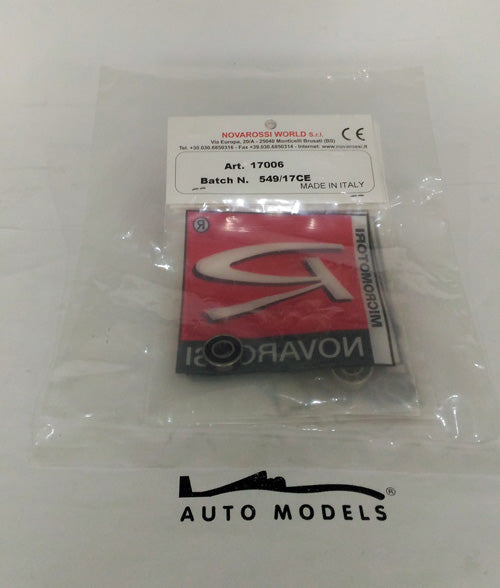 NOVAROSSI WORLD S.r.l.
Via Europa, 20/A - 25040 Monticelli Brusati (BS)
Tel. +39.030.6850316 - Fax +39.030.6850314 - Internet: www.novarossi.it
CE
Art. 17006
Batch N. 549/17CE
MADE IN ITALY
®
MICROMOTORI
NOVAROSSI
®
AUTO MODELS